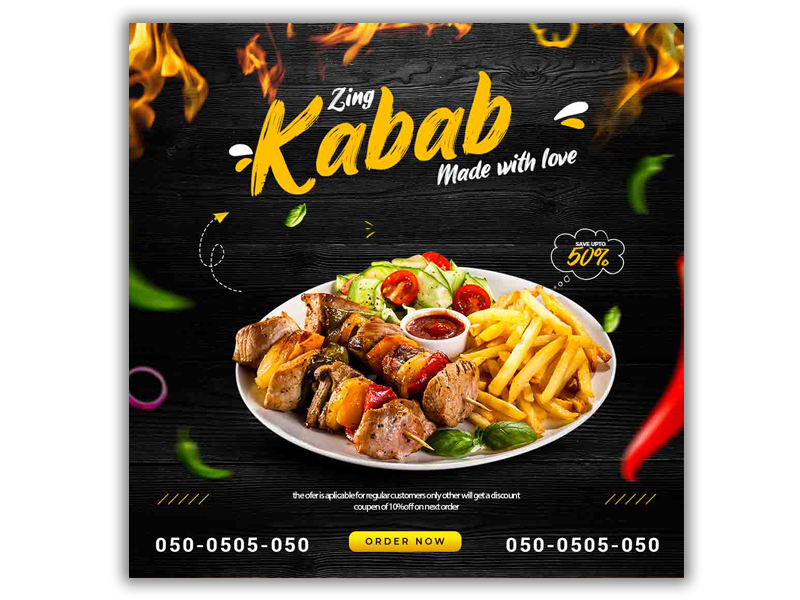 Zing
Kabab
Made with love
SAVE UPTO
50%
the ofer is aplicable for regular customers only other will get a discount
coupen of 10%off on next order
050-0505-050
ORDER NOW
050-0505-050